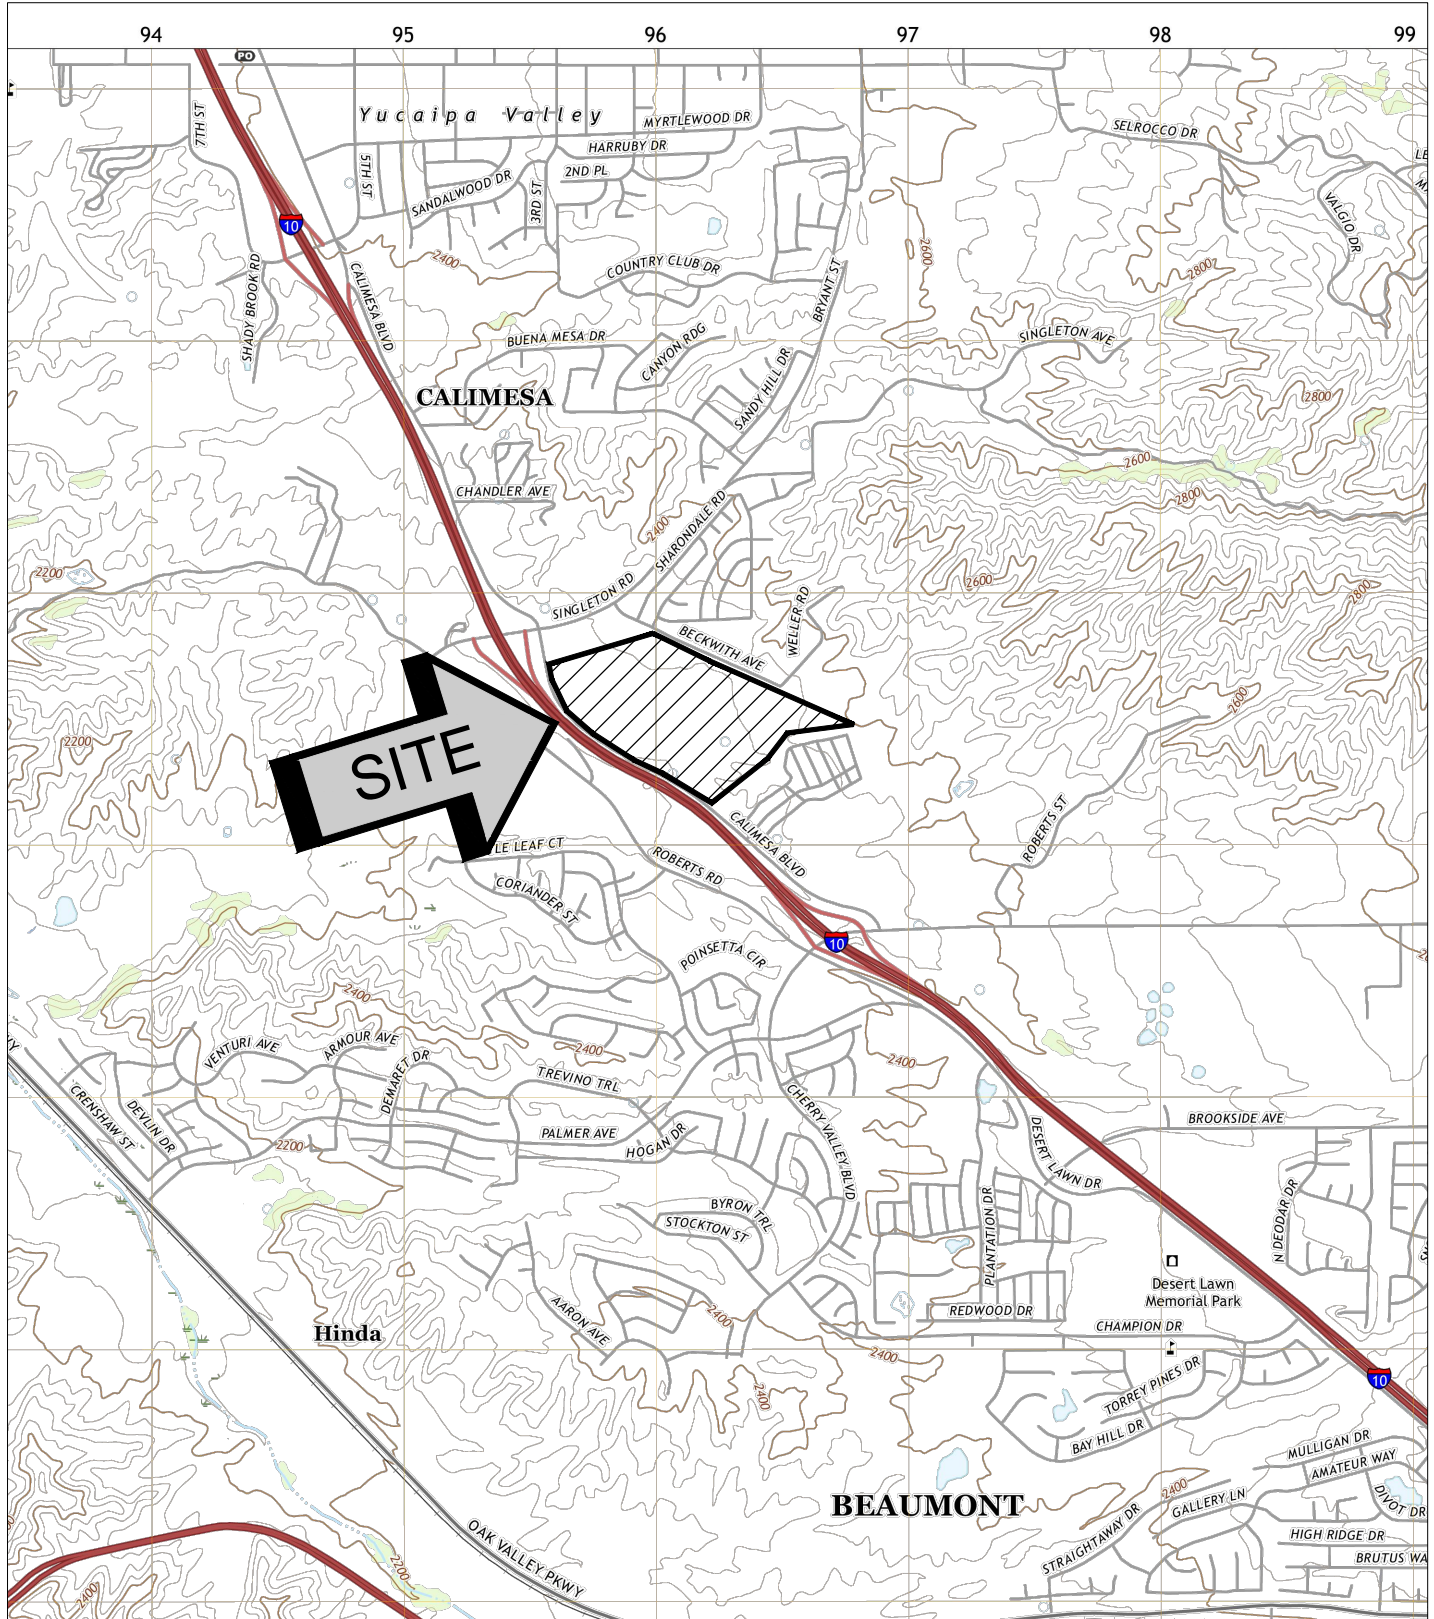 94 95 96 97 98 99
PO
Yucaipa Valley
MYRTLEWOOD DR
SELROCCO DR
7TH ST
HARRUBY DR
5TH ST
2ND PL
SANDALWOOD DR
3RD ST
VALGIO DR
10
2400
COUNTRY CLUB DR
2600
2800
SHADY BROOK RD
CALIMESA BLVD
BRYANT ST
BUENA MESA DR
CANYON RDG
SINGLETON AVE
SANDY HILL DR
CALIMESA
2800
2600
CHANDLER AVE
2800
2400
SHARONDALE RD
2200
SINGLETON RD
2600
2800
WELLER RD
BECKWITH AVE
2600
2200
SITE
CALIMESA BLVD
ROBERTS ST
LE LEAF CT
ROBERTS RD
CORIANDER ST
10
POINSETTA CIR
2400
VENTURI AVE
ARMOUR AVE
2400
2400
DEMARET DR
TREVINO TRL
CRENSHAW ST
DEVLIN DR
CHERRY VALLEY BLVD
BROOKSIDE AVE
PALMER AVE
HOGAN DR
2200
DESERT LAWN DR
PLANTATION DR
N DEODAR DR
BYRON TRL
STOCKTON ST
Desert Lawn
Memorial Park
REDWOOD DR
AARON AVE
2400
CHAMPION DR
Hinda
2400
TORREY PINES DR
10
2400
BAY HILL DR
MULLIGAN DR
AMATEUR WAY
2400
GALLERY LN
DIVOT DR
BEAUMONT
STRAIGHTAWAY DR
HIGH RIDGE DR
BRUTUS WA
OAK VALLEY PKWY
2200
2400